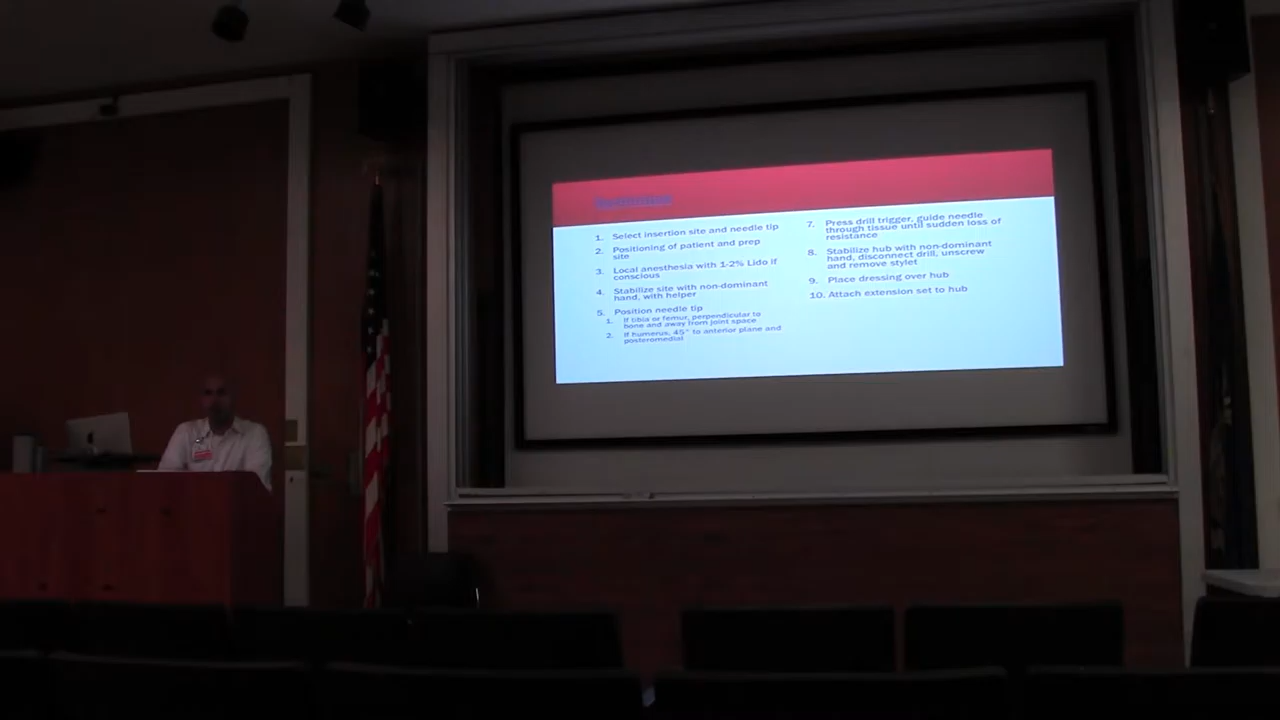 1. Select insertion site and needle tip
2. Positioning of patient and prep
site
3. Local anesthesia with 1-2% Lido if
conscious
4. Stabilize site with non-dominant
hand, with helper
5. Position needle tip
1. If tibia or femur, perpendicular to
bone and away from joint space
2. If humerus, 45° to anterior plane and
posteromedial
7. Press drill trigger, guide needle
through tissue until sudden loss of
resistance
8. Stabilize hub with non-dominant
hand, disconnect drill, unscrew
and remove stylet
9. Place dressing over hub
10. Attach extension set to hub